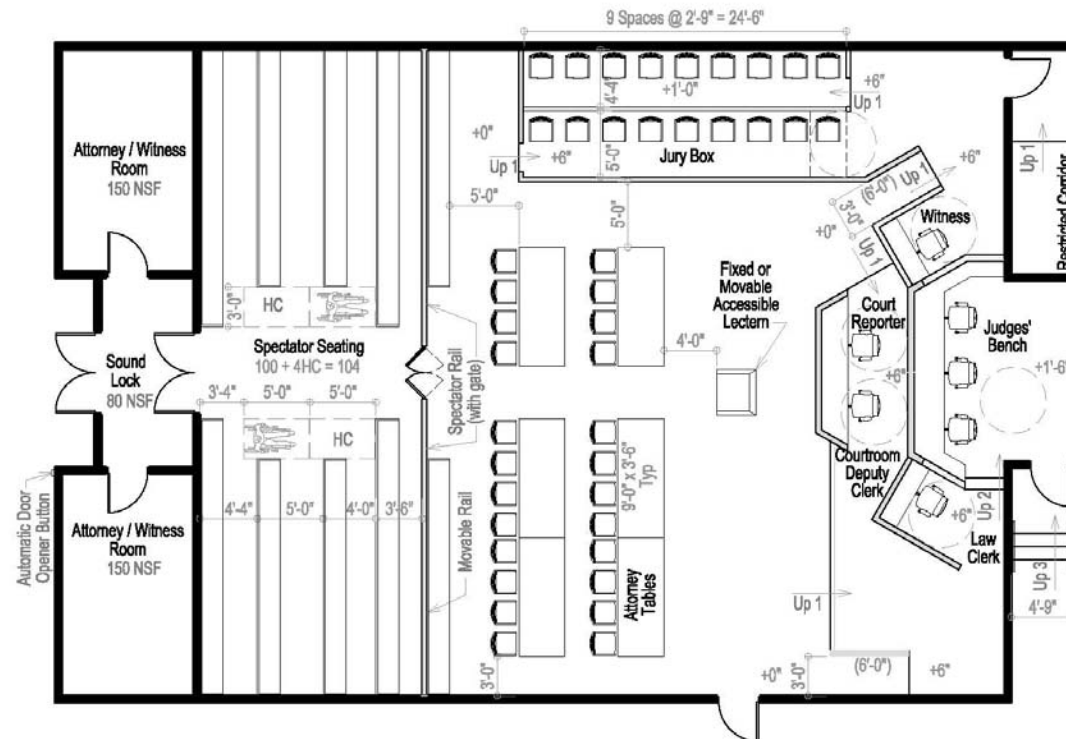 9 Spaces @ 2'-9" = 24'-6"
+6"
Up 1
4'-4"
+1'-0"
+0"
Up 1
+6"
5'-0"
Jury Box
Attorney / Witness
Room
150 NSF
5'-0"
5'-0"
(6'-0")
Up 1
+6"
3'-0"
+0"
Up 1
Witness
Up 1
Restricted Corridor
3'-0"
HC
Spectator Seating
100 + 4HC = 104
Fixed or
Movable
Accessible
Lectern
Court
Reporter
Judges'
Bench
+1'-6"
+6"
Sound
Lock
80 NSF
3'-4"
5'-0"
5'-0"
HC
Spectator Rail
(with gate)
4'-0"
Courtroom
Deputy
Clerk
9'-0" x 3'-6"
Typ
4'-4"
5'-0"
4'-0"
3'-6"
Movable Rail
Automatic Door
Opener Button
Attorney / Witness
Room
150 NSF
Attorney
Tables
+6"
Law
Clerk
Up 2
Up 3
4'-9"
Up 1
3'-0"
+0"
3'-0"
(6'-0")
+6"